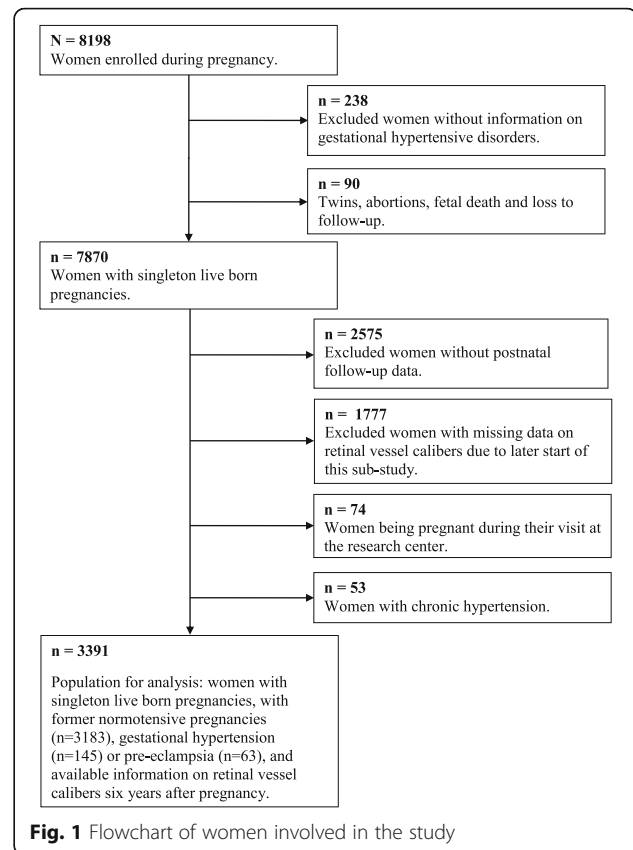 N = 8198
Women enrolled during pregnancy.
n = 238
Excluded women without information on
gestational hypertensive disorders.
n = 90
Twins, abortions, fetal death and loss to
follow-up.
n = 7870
Women with singleton live born
pregnancies.
n = 2575
Excluded women without postnatal
follow-up data.
n = 1777
Excluded women with missing data on
retinal vessel calibers due to later start of
this sub-study.
n = 74
Women being pregnant during their visit at
the research center.
n = 53
Women with chronic hypertension.
n = 3391
Population for analysis: women with
singleton live born pregnancies, with
former normotensive pregnancies
(n=3183), gestational hypertension
(n=145) or pre-eclampsia (n=63), and
available information on retinal vessel
calibers six years after pregnancy.
Fig. 1 Flowchart of women involved in the study